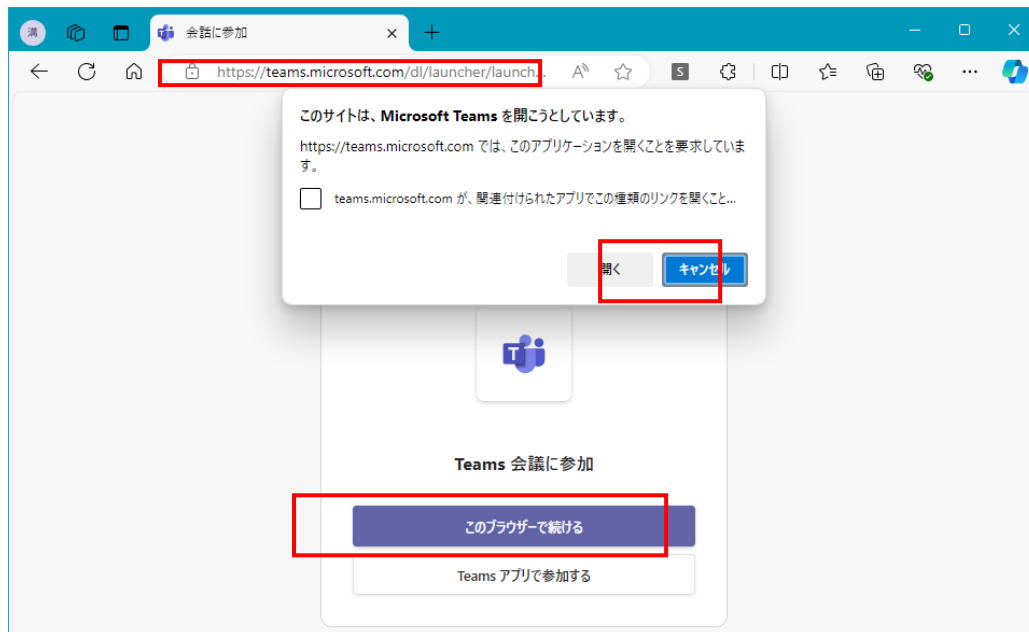 溝
会話に参加
https://teams.microsoft.com/dl/launcher/launch...
A
S
このサイトは、Microsoft Teams を開こうとしています。
https://teams.microsoft.com では、このアプリケーションを開くことを要求していま
す。
teams.microsoft.com が、関連付けられたアプリでこの種類のリンクを開くこと...
開く
キャンセル
T
Teams 会議に参加
このブラウザーで続ける
Teams アプリで参加する